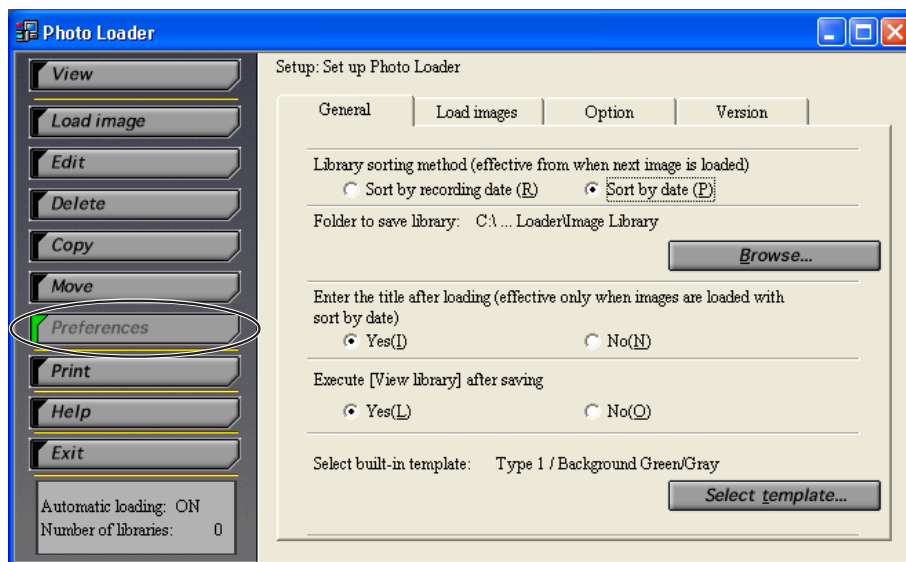 Photo Loader
View
Load image
Edit
Delete
Copy
Move
Preferences
Print
Help
Exit
Automatic loading: ON
Number of libraries: 0
Setup: Set up Photo Loader
General Load images Option Version
Library sorting method (effective from when next image is loaded)
Sort by recording date (R) Sort by date (P)
Folder to save library: C:\ ... Loader\Image Library
Browse...
Enter the title after loading (effective only when images are loaded with
sort by date)
Yes(I) No(N)
Execute [View library] after saving
Yes(L) No(O)
Select built-in template: Type 1 / Background Green/Gray
Select template...